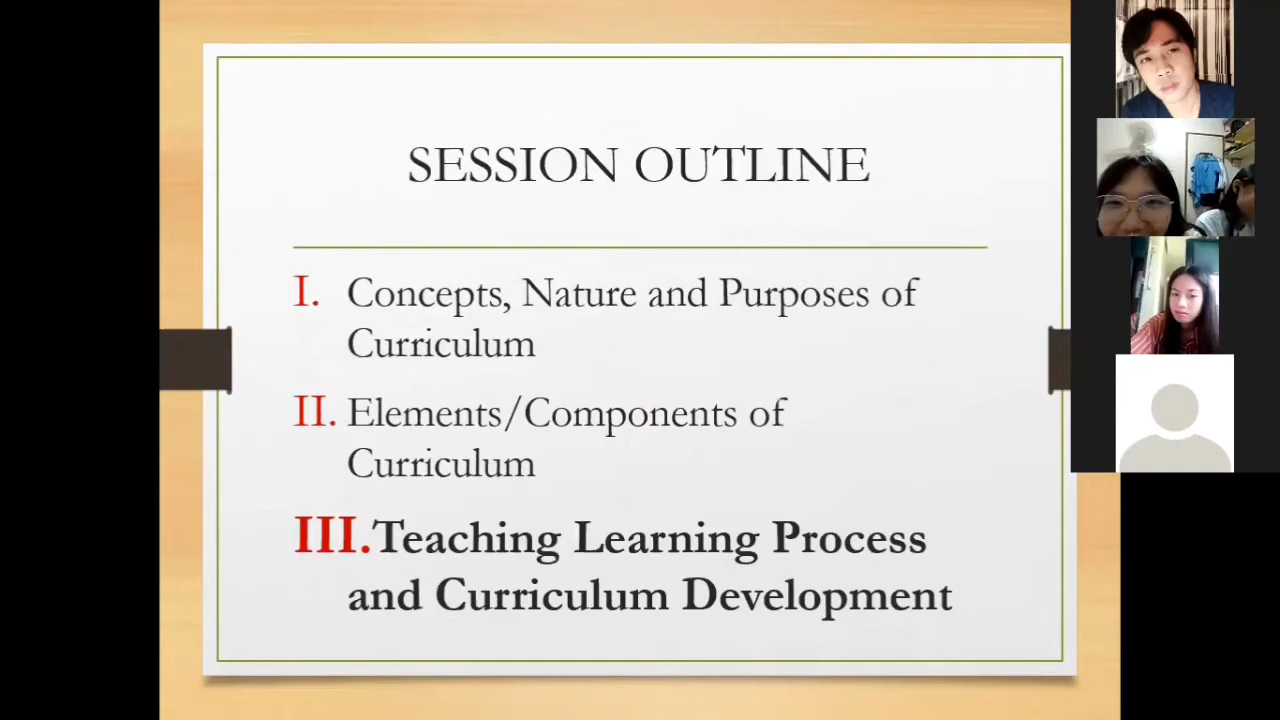 SESSION OUTLINE
I. Concepts, Nature and Purposes of
Curriculum
II. Elements/Components of
Curriculum
III. Teaching Learning Process
and Curriculum Development